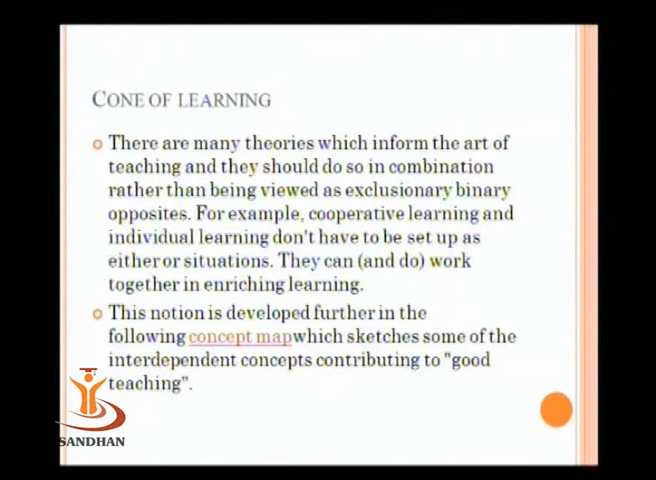 CONE OF LEARNING
There are many theories which inform the art of
teaching and they should do so in combination
rather than being viewed as exclusionary binary
opposites. For example, cooperative learning and
individual learning don't have to be set up as
either or situations. They can (and do) work
together in enriching learning.
This notion is developed further in the
following concept map which sketches some of the
interdependent concepts contributing to "good
teaching".
SANDHAN